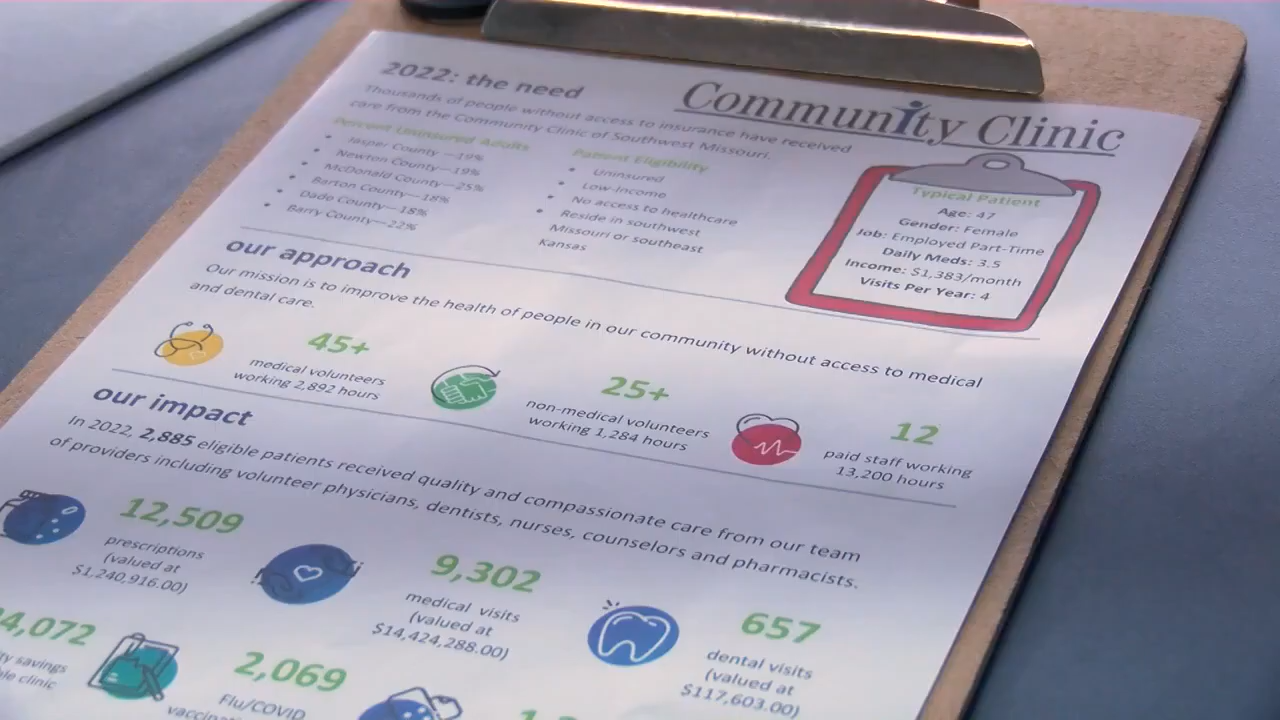 2022: the need
Community Clinic
Thousands of people without access to insurance have received
care from the Community Clinic of Southwest Missouri.
Percent Uninsured Adults
• Jasper County —19%
• Newton County—19%
• McDonald County—25%
• Barton County—18%
• Dade County—18%
• Barry County—22%
Patient Eligibility
• Uninsured
• Low-Income
• No access to healthcare
• Reside in southwest
Missouri or southeast
Kansas
Typical Patient
Age: 47
Gender: Female
Job: Employed Part-Time
Daily Meds: 3.5
Income: $1,383/month
Visits Per Year: 4
our approach
Our mission is to improve the health of people in our community without access to medical
and dental care.
45+
medical volunteers
working 2,892 hours
25+
non-medical volunteers
working 1,284 hours
12
paid staff working
13,200 hours
our impact
In 2022, 2,885 eligible patients received quality and compassionate care from our team
of providers including volunteer physicians, dentists, nurses, counselors and pharmacists.
12,509
prescriptions
(valued at
$1,240,916.00)
9,302
medical visits
(valued at
$14,424,288.00)
657
dental visits
(valued at
$117,603.00)
4,072
savings
clinic
2,069
Flu/COVID